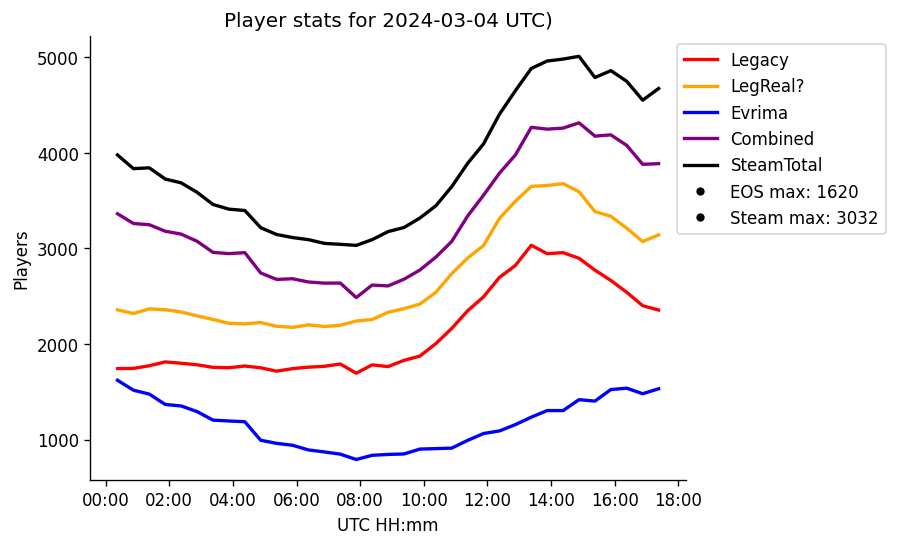 Player stats for 2024-03-04 UTC)
5000
4000
3000
2000
1000
Players
00:00 02:00 04:00 06:00 08:00 10:00 12:00 14:00 16:00 18:00
UTC HH:mm
Legacy
LegReal?
Evrima
Combined
SteamTotal
EOS max: 1620
Steam max: 3032